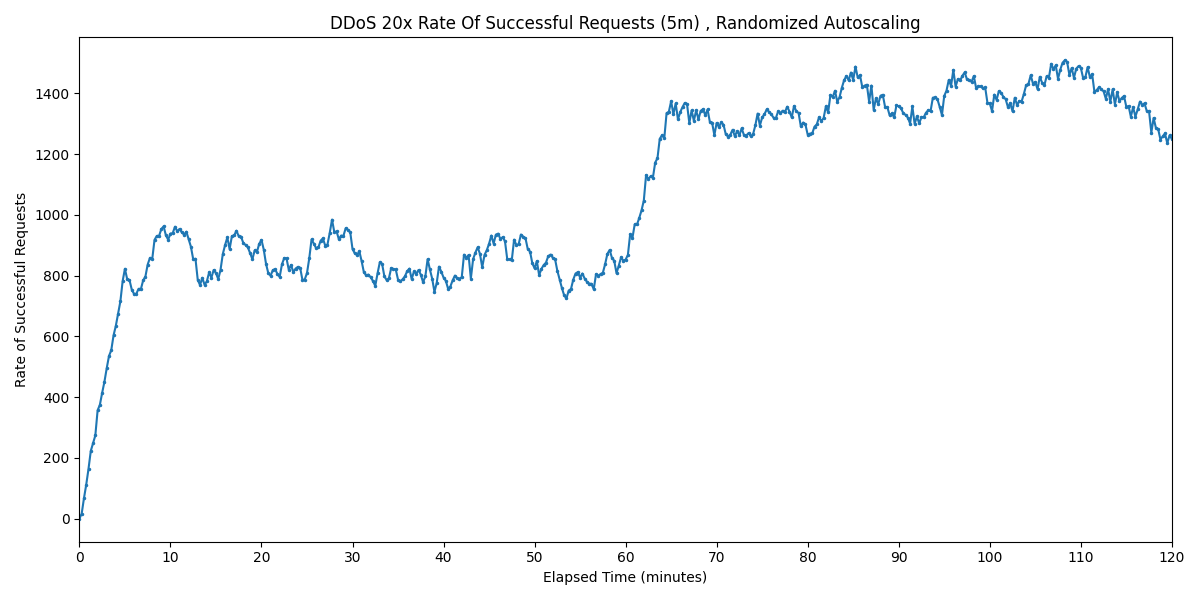 DDoS 20x Rate Of Successful Requests (5m) , Randomized Autoscaling
Rate of Successful Requests
1400
1200
1000
800
600
400
200
0
0 10 20 30 40 50 60 70 80 90 100 110 120
Elapsed Time (minutes)